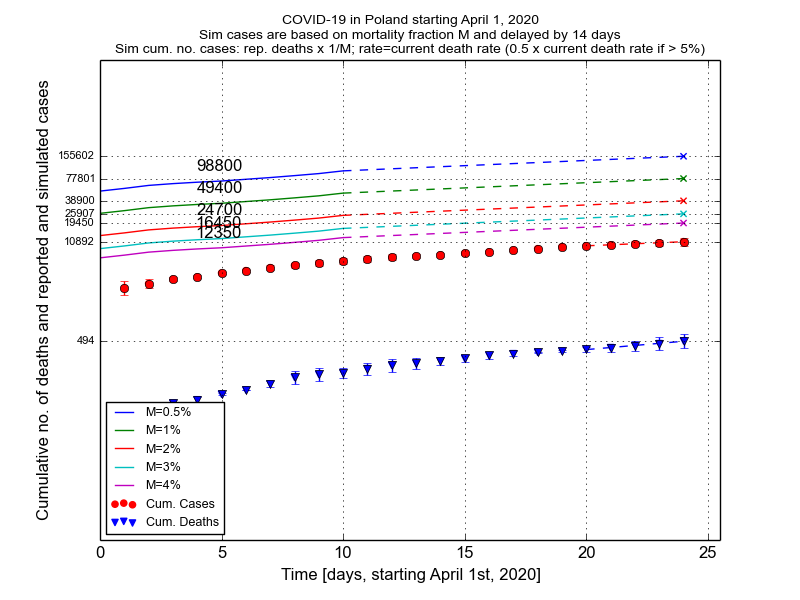 COVID-19 in Poland starting April 1, 2020
Sim cases are based on mortality fraction M and delayed by 14 days
Sim cum. no. cases: rep. deaths x 1/M; rate=current death rate (0.5 x current death rate if > 5%)
Cumulative no. of deaths and reported and simulated cases
155602
77801
38900
25907
19450
10892
494
98800
49400
24700
16450
12350
M=0.5%
M=1%
M=2%
M=3%
M=4%
Cum. Cases
Cum. Deaths
0 5 10 15 20 25
Time [days, starting April 1st, 2020]